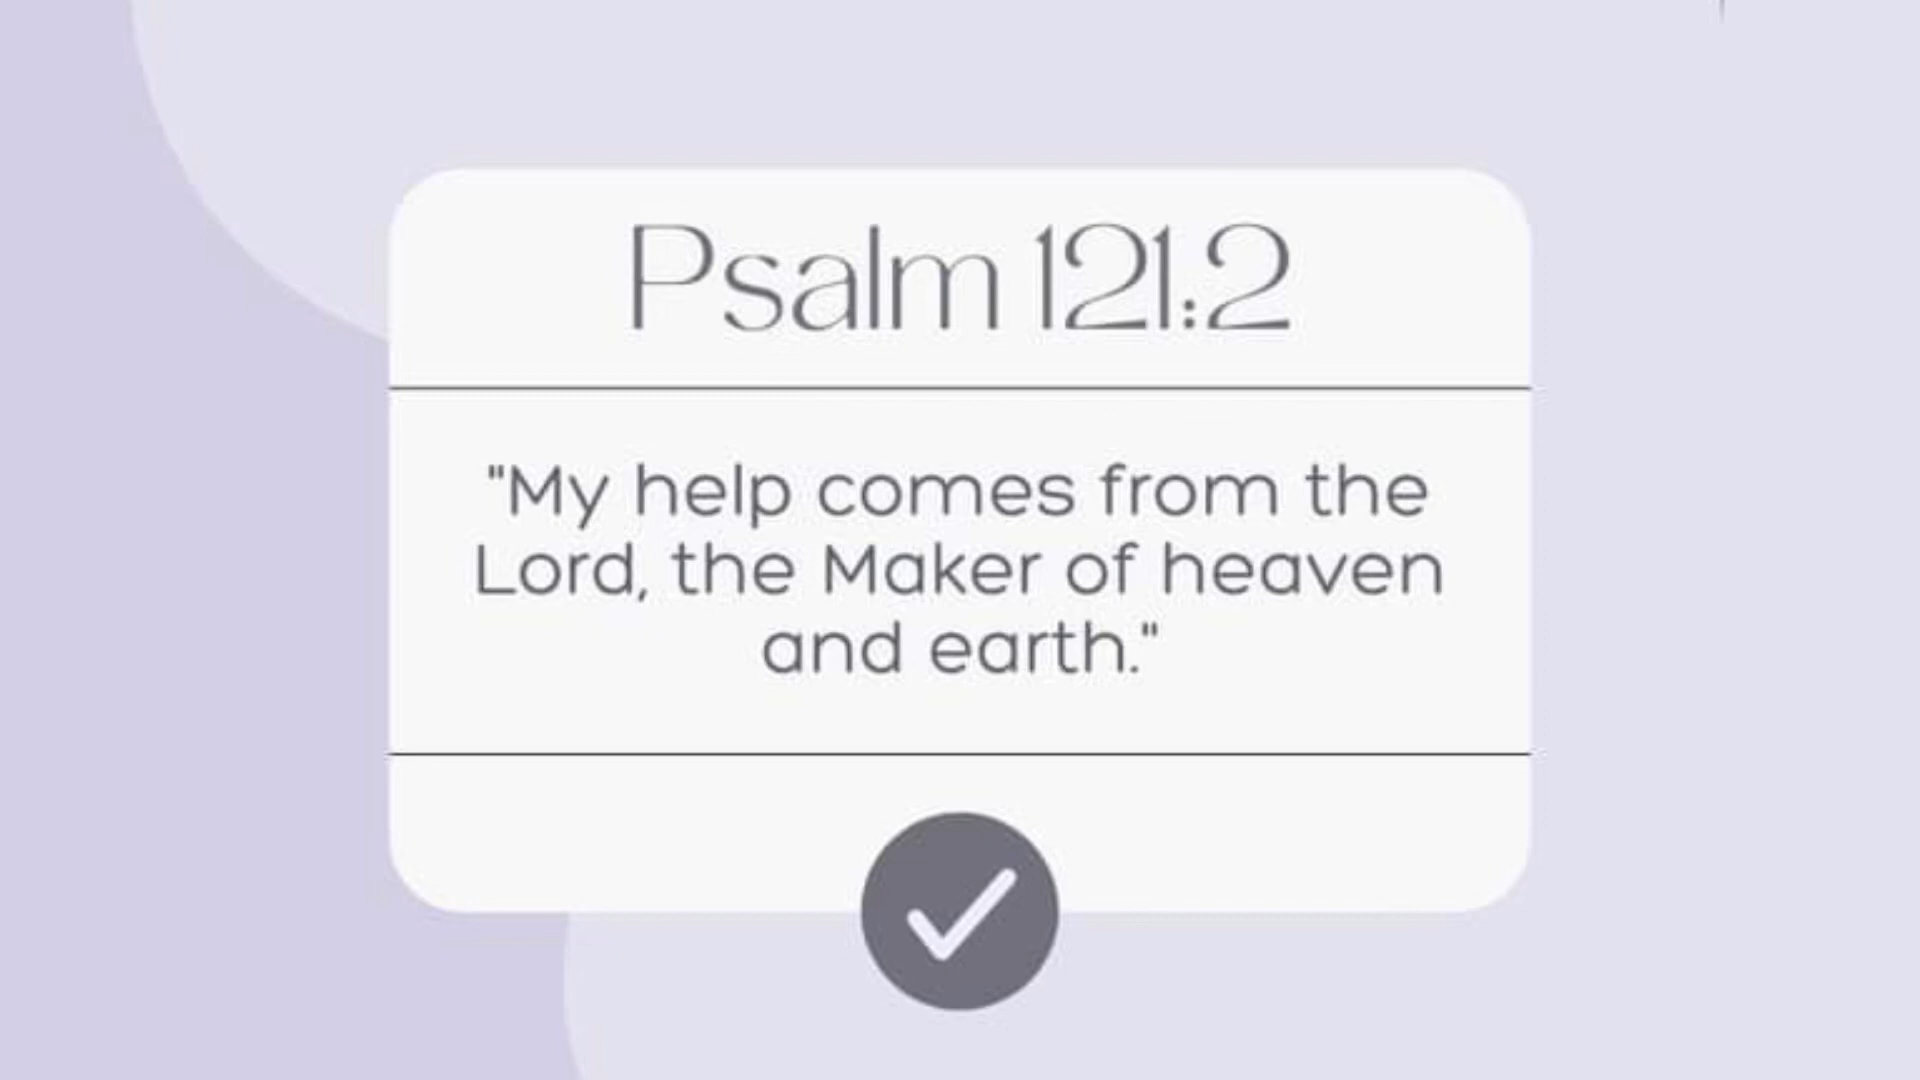 Psalm 121:2
"My help comes from the
Lord, the Maker of heaven
and earth."